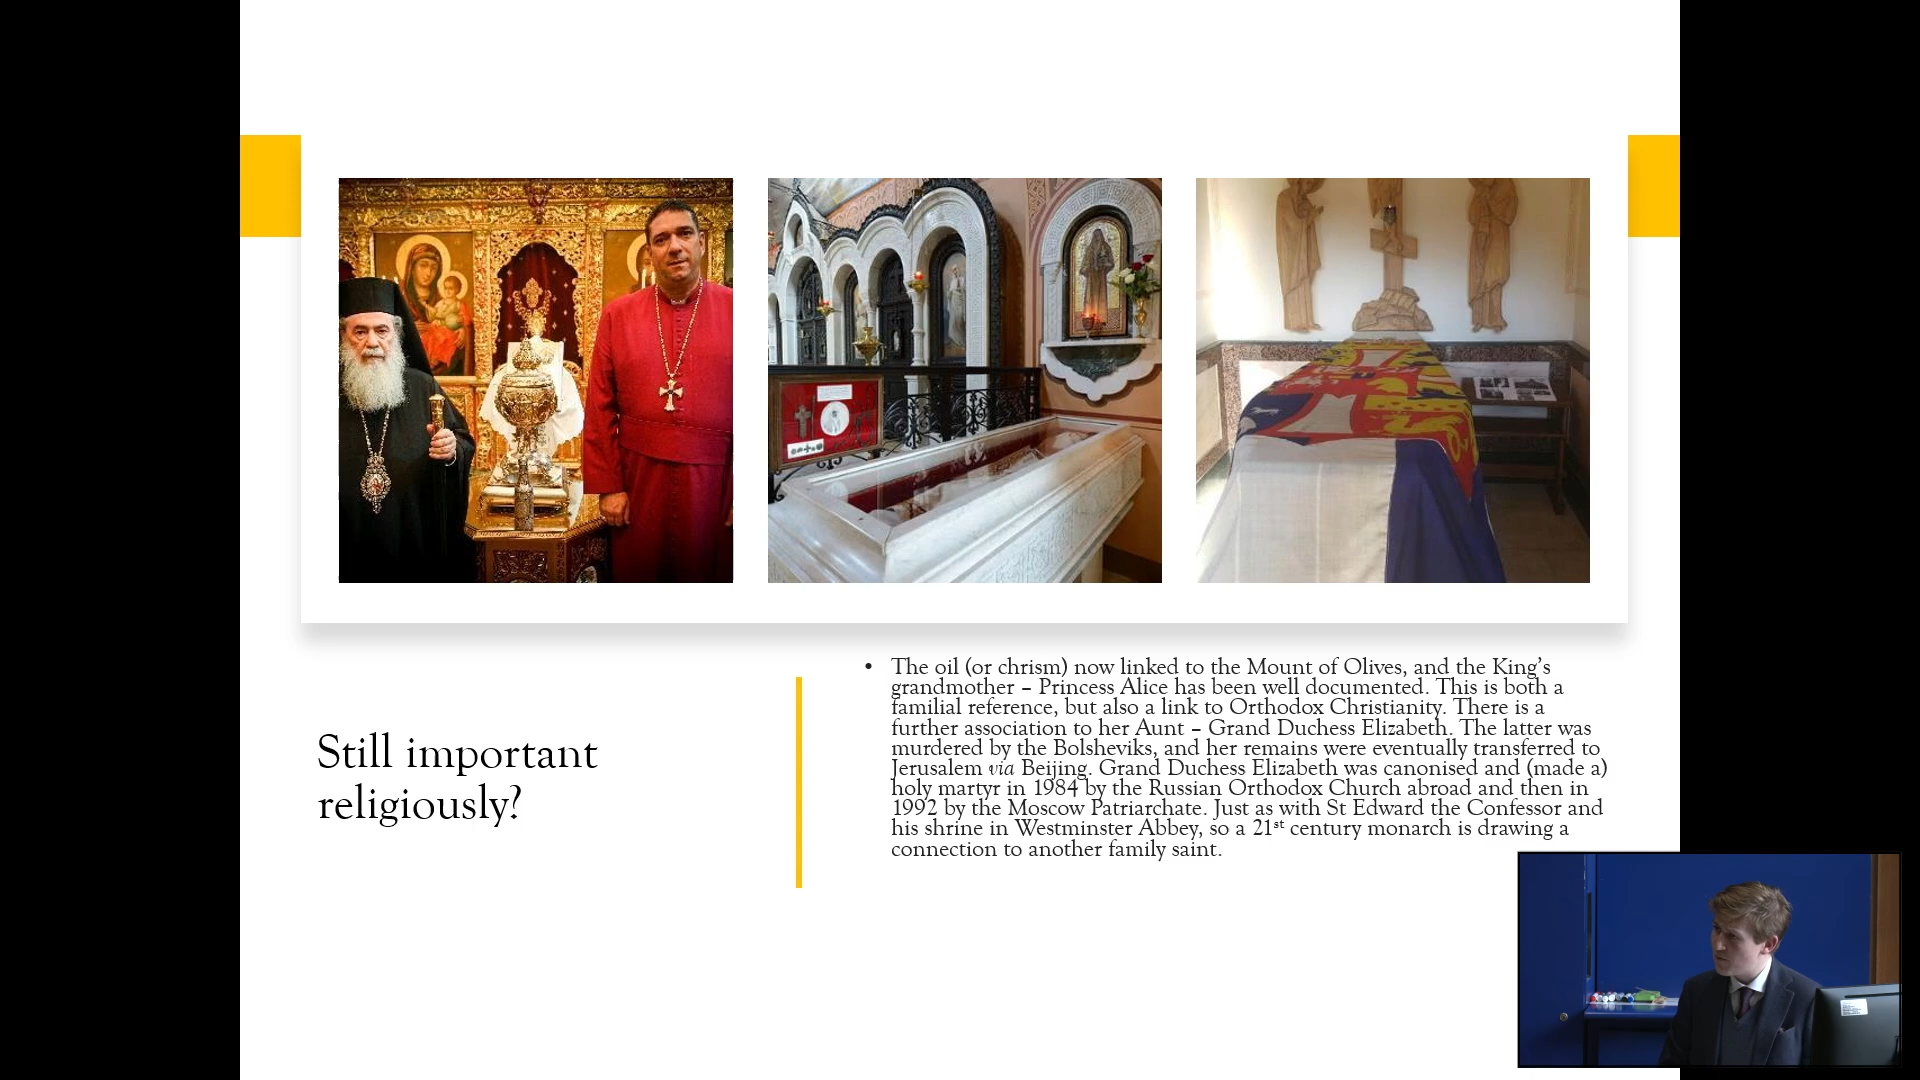 Still important
religiously?
• The oil (or chrism) now linked to the Mount of Olives, and the King’s
grandmother – Princess Alice has been well documented. This is both a
familial reference, but also a link to Orthodox Christianity. There is a
further association to her Aunt – Grand Duchess Elizabeth. The latter was
murdered by the Bolsheviks, and her remains were eventually transferred to
Jerusalem via Beijing. Grand Duchess Elizabeth was canonised and (made a)
holy martyr in 1984 by the Russian Orthodox Church abroad and then in
1992 by the Moscow Patriarchate. Just as with St Edward the Confessor and
his shrine in Westminster Abbey, so a 21st century monarch is drawing a
connection to another family saint.